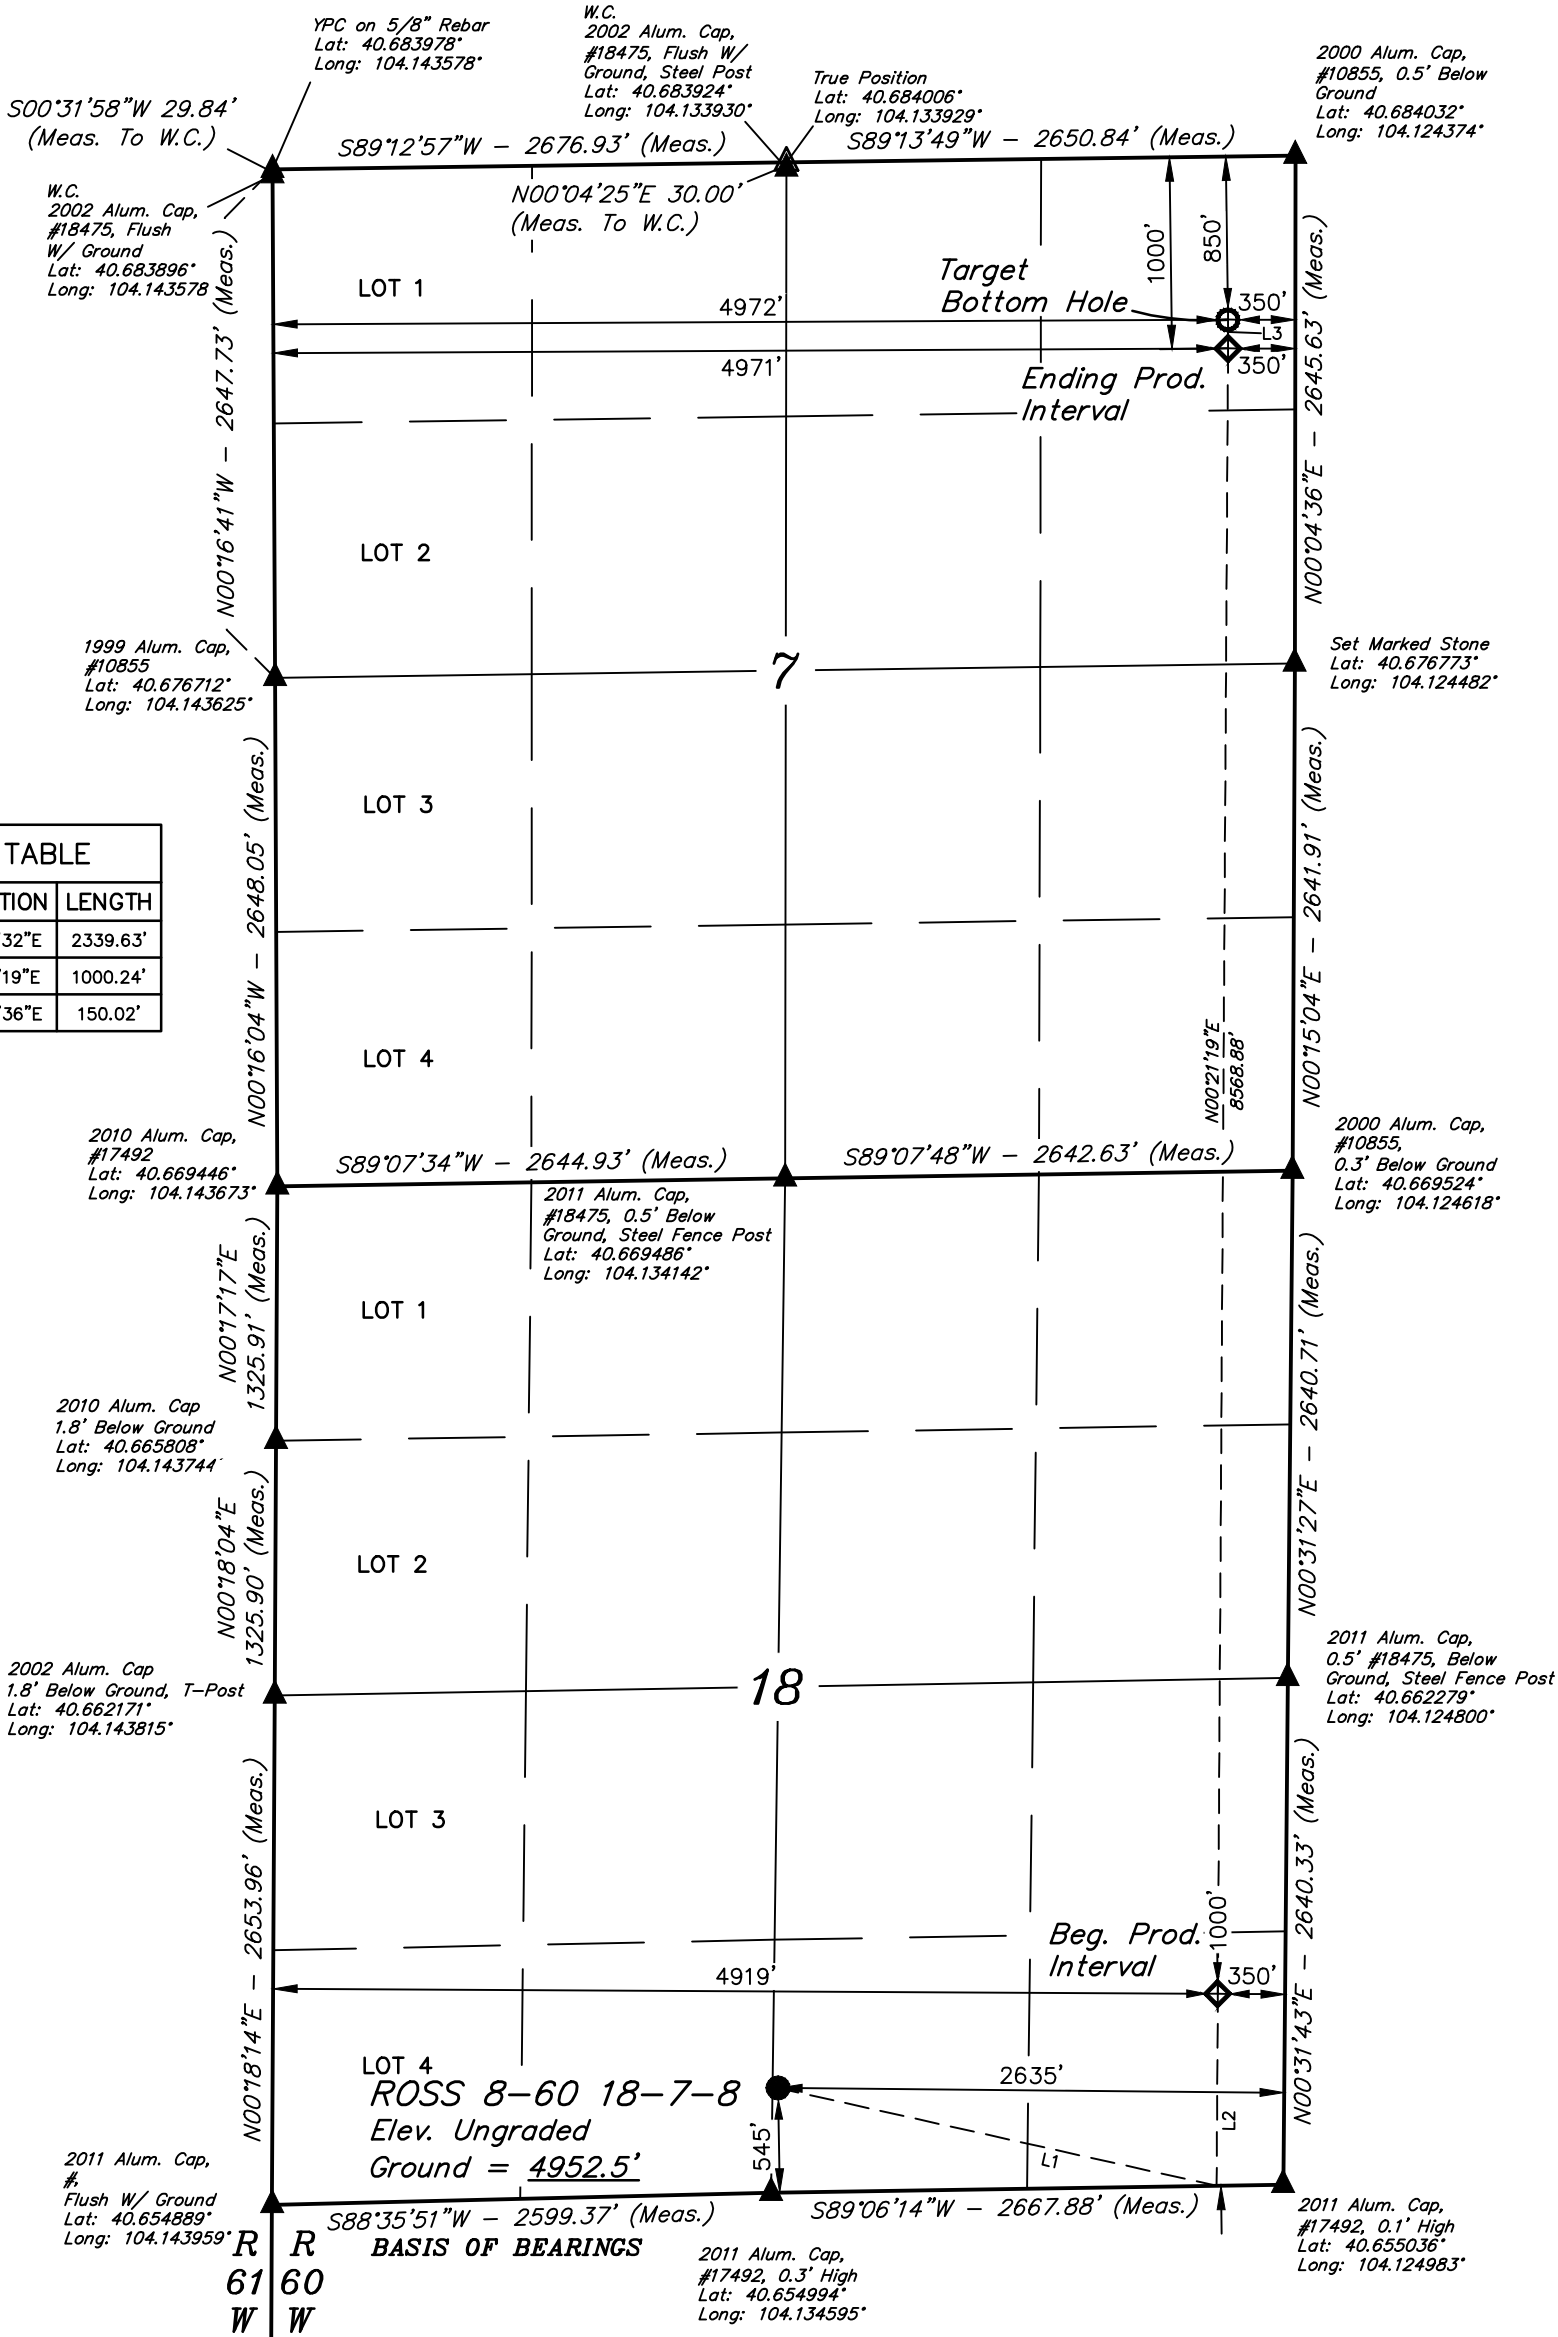 YPC on 5/8" Rebar
Lat: 40.683978°
Long: 104.143578°
W.C.
2002 Alum. Cap,
#18475, Flush W/
Ground, Steel Post
Lat: 40.683924°
Long: 104.133930°
True Position
Lat: 40.684006°
Long: 104.133929°
2000 Alum. Cap,
#10855, 0.5' Below
Ground
Lat: 40.684032°
Long: 104.124374°
S00°31'58"W 29.84'
(Meas. To W.C.)
S89°12'57"W - 2676.93' (Meas.)
S89°13'49"W - 2650.84' (Meas.)
W.C.
2002 Alum. Cap,
#18475, Flush
W/ Ground
Lat: 40.683896°
Long: 104.143578
N00°04'25"E 30.00'
(Meas. To W.C.)
1000'
850'
LOT 1
Target
Bottom Hole
4972'
350'
L3
4971'
350'
Ending Prod.
Interval
N00°16'41"W - 2647.73' (Meas.)
N00°04'36"E - 2645.63' (Meas.)
LOT 2
1999 Alum. Cap,
#10855
Lat: 40.676712°
Long: 104.143625°
7
Set Marked Stone
Lat: 40.676773°
Long: 104.124482°
LOT 3
TABLE
TION LENGTH
'32"E 2339.63'
'19"E 1000.24'
'36"E 150.02'
N00°16'04"W - 2648.05' (Meas.)
N00°15'04"E - 2641.91' (Meas.)
LOT 4
N00°21'19"E
8568.88'
2010 Alum. Cap,
#17492
Lat: 40.669446°
Long: 104.143673°
S89°07'34"W - 2644.93' (Meas.)
S89°07'48"W - 2642.63' (Meas.)
2000 Alum. Cap,
#10855,
0.3' Below Ground
Lat: 40.669524°
Long: 104.124618°
2011 Alum. Cap,
#18475, 0.5' Below
Ground, Steel Fence Post
Lat: 40.669486°
Long: 104.134142°
N00°17'17"E
1325.91' (Meas.)
LOT 1
N00°31'27"E - 2640.71' (Meas.)
2010 Alum. Cap
1.8' Below Ground
Lat: 40.665808°
Long: 104.143744°
N00°18'04"E
1325.90' (Meas.)
LOT 2
2002 Alum. Cap
1.8' Below Ground, T-Post
Lat: 40.662171°
Long: 104.143815°
18
2011 Alum. Cap,
0.5' #18475, Below
Ground, Steel Fence Post
Lat: 40.662279°
Long: 104.124800°
LOT 3
N00°18'14"E - 2653.96' (Meas.)
N00°31'43"E - 2640.33' (Meas.)
Beg. Prod.
Interval
1000'
4919'
350'
LOT 4
ROSS 8-60 18-7-8
Elev. Ungraded
Ground = 4952.5'
2635'
545'
L1
L2
2011 Alum. Cap,
#,
Flush W/ Ground
Lat: 40.654889°
Long: 104.143959°
S88°35'51"W - 2599.37' (Meas.)
BASIS OF BEARINGS
S89°06'14"W - 2667.88' (Meas.)
2011 Alum. Cap,
#17492, 0.1' High
Lat: 40.655036°
Long: 104.124983°
2011 Alum. Cap,
#17492, 0.3' High
Lat: 40.654994°
Long: 104.134595°
R R
61 60
W W